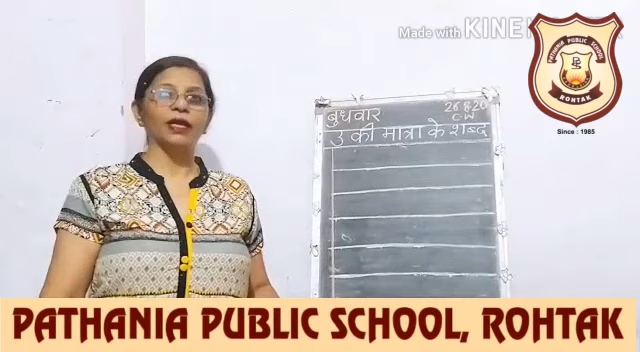 Made with KINE
PATHANIA PUBLIC SCHOOL
ROHTAK
Since : 1985
बुधवार 26 8 20
C.W
उ की मात्रा के शब्द
PATHANIA PUBLIC SCHOOL, ROHTAK